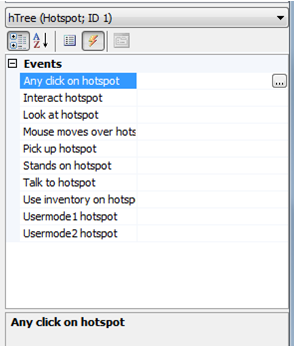 hTree (Hotspot; ID 1)
A
Z
Events
Any click on hotspot
...
Interact hotspot
Look at hotspot
Mouse moves over hots
Pick up hotspot
Stands on hotspot
Talk to hotspot
Use inventory on hotsp
Usermode1 hotspot
Usermode2 hotspot
Any click on hotspot